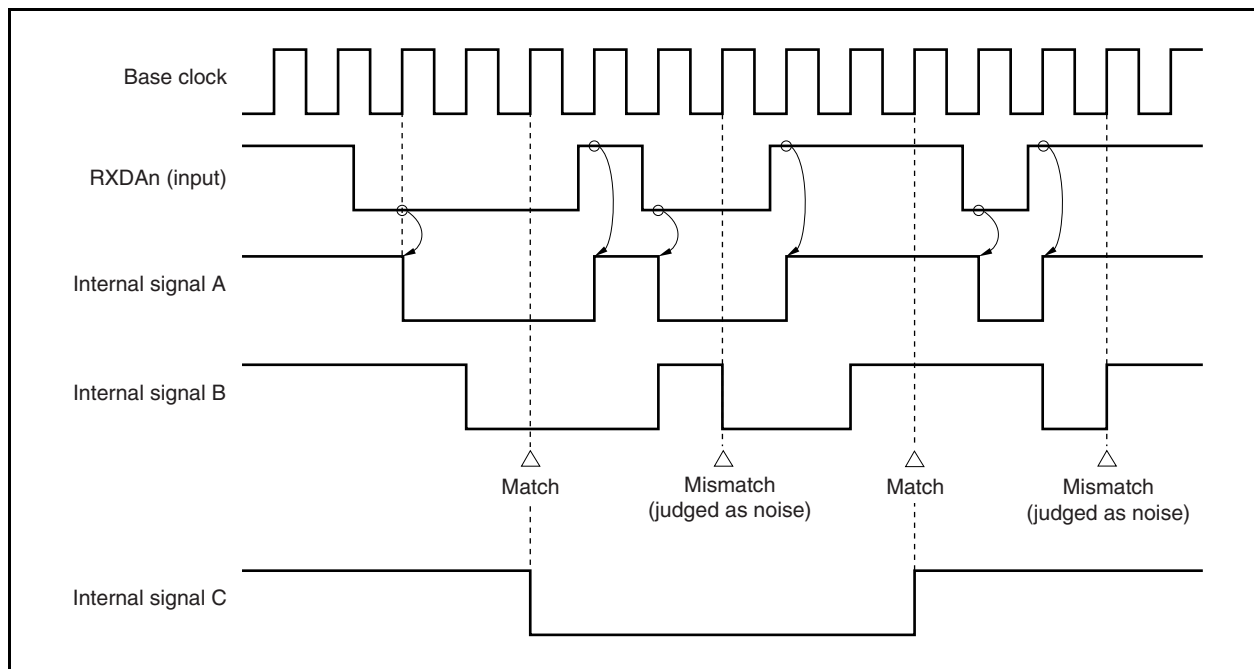 Base clock
RXDAn (input)
Internal signal A
Internal signal B
Match
Mismatch
(judged as noise)
Match
Mismatch
(judged as noise)
Internal signal C